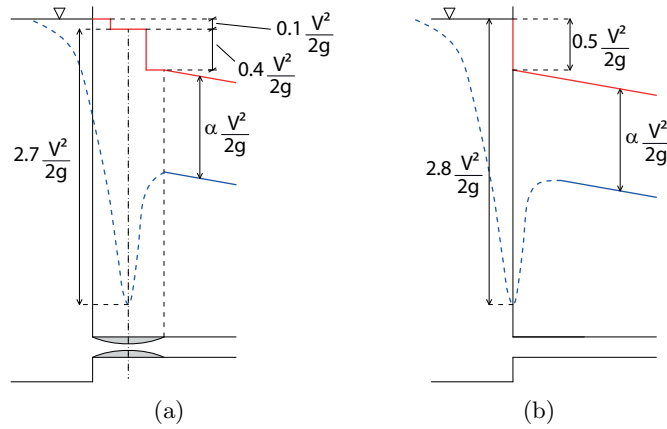 0.1 V²/2g
0.4 V²/2g
α V²/2g
2.7 V²/2g
(a)
0.5 V²/2g
α V²/2g
2.8 V²/2g
(b)